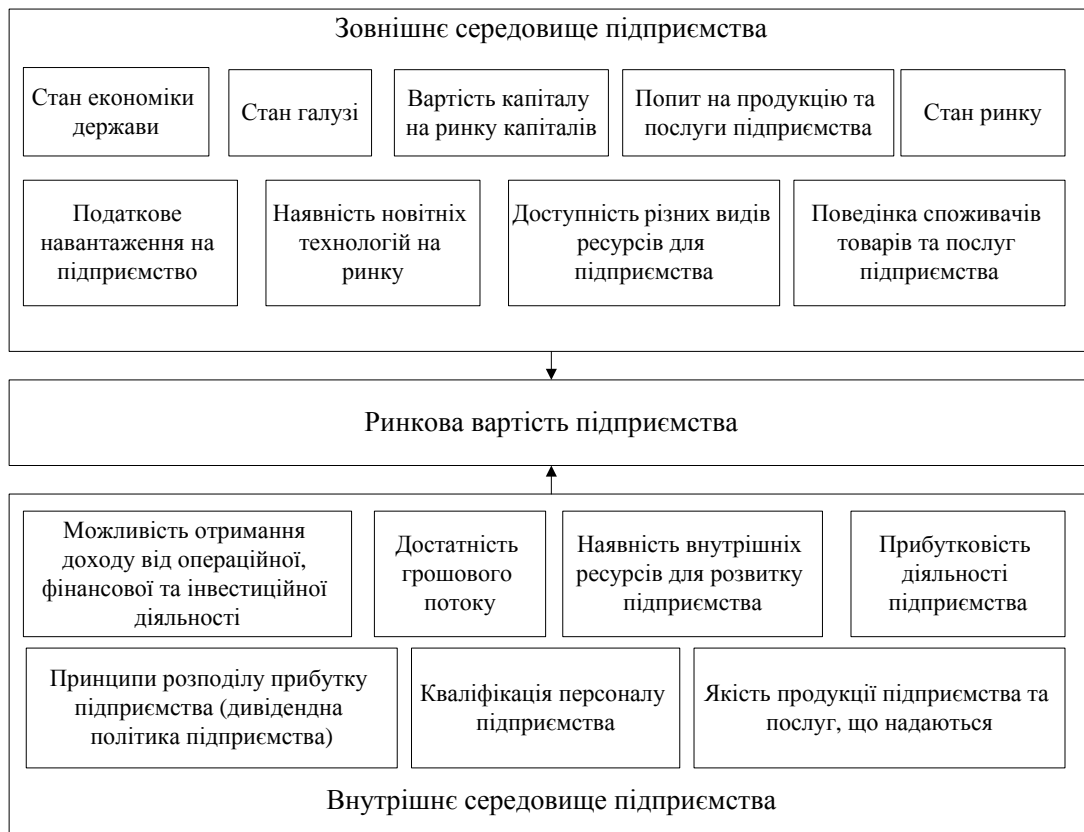 Зовнішнє середовище підприємства
Стан економіки
держави
Стан галузі
Вартість капіталу
на ринку капіталів
Попит на продукцію та
послуги підприємства
Стан ринку
Податкове
навантаження на
підприємство
Наявність новітніх
технологій на
ринку
Доступність різних видів
ресурсів для
підприємства
Поведінка споживачів
товарів та послуг
підприємства
Ринкова вартість підприємства
Можливість отримання
доходу від операційної,
фінансової та інвестиційної
діяльності
Достатність
грошового
потоку
Наявність внутрішніх
ресурсів для розвитку
підприємства
Прибутковість
діяльності
підприємства
Принципи розподілу прибутку
підприємства (дивідендна
політика підприємства)
Кваліфікація персоналу
підприємства
Якість продукції підприємства та
послуг, що надаються
Внутрішнє середовище підприємства